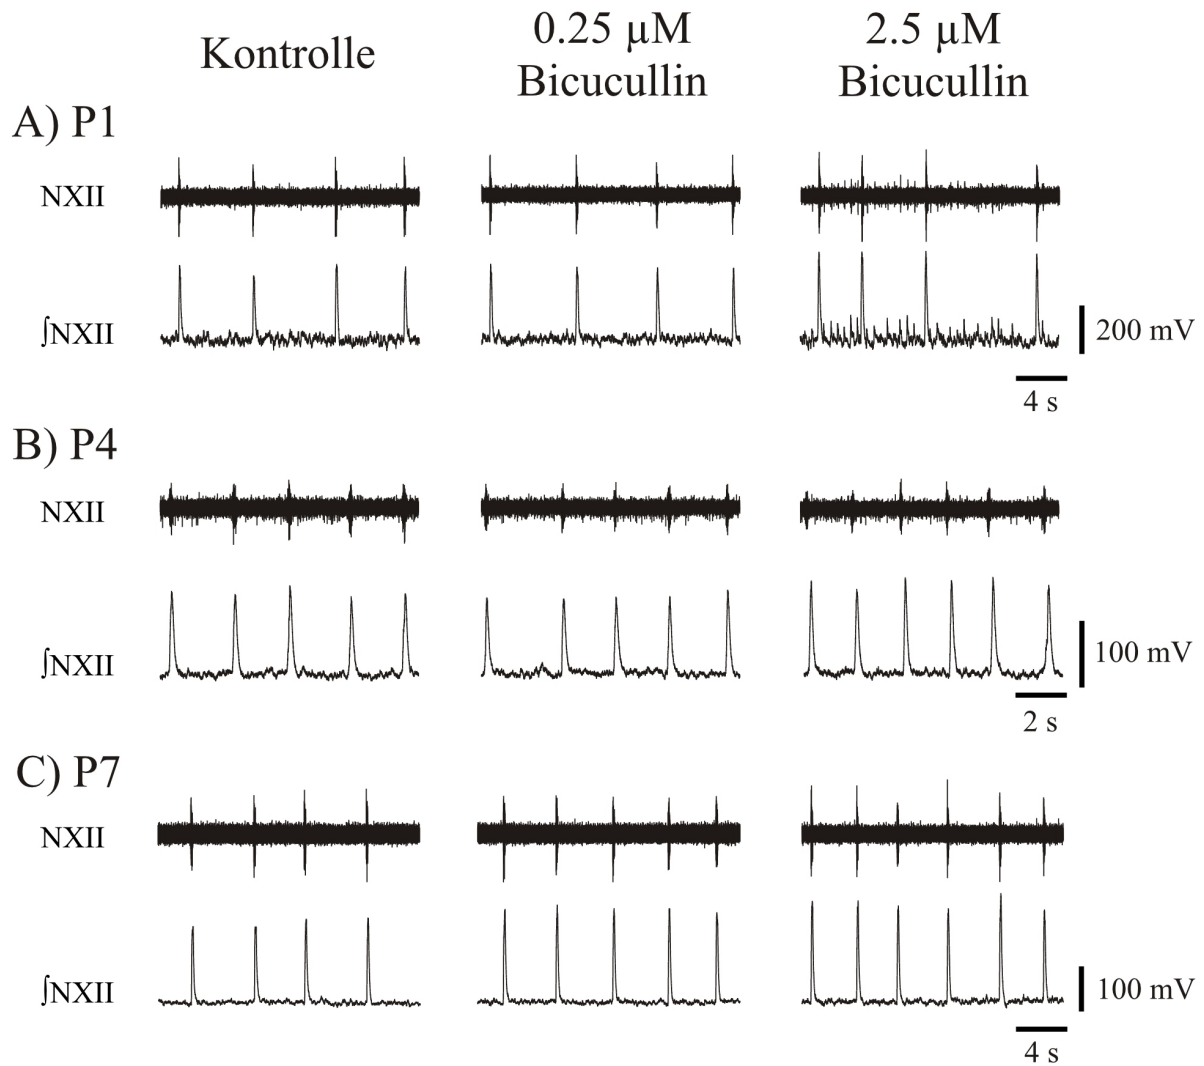 Kontrolle
0.25 µM
Bicucullin
2.5 µM
Bicucullin
A) P1
NXII
∫NXII
200 mV
4 s
B) P4
NXII
∫NXII
100 mV
2 s
C) P7
NXII
∫NXII
100 mV
4 s